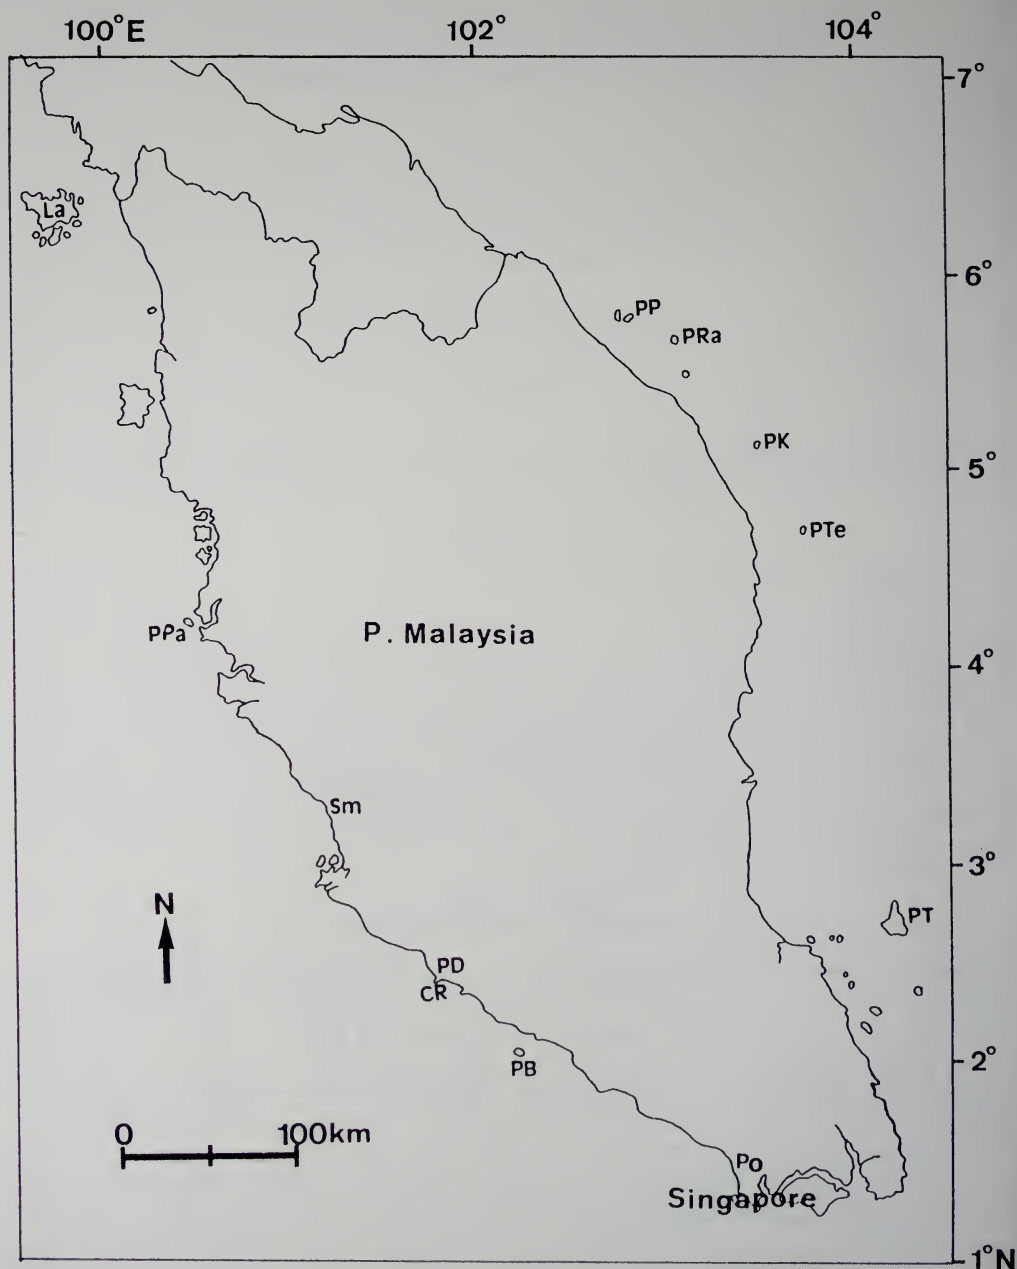 100°E 102° 104°
7°
La
6°
PP
PRa
PK
5°
PTe
PPa
P. Malaysia
4°
Sm
3°
N
PT
PD
CR
2°
PB
0 100km
Po
Singapore
1°N